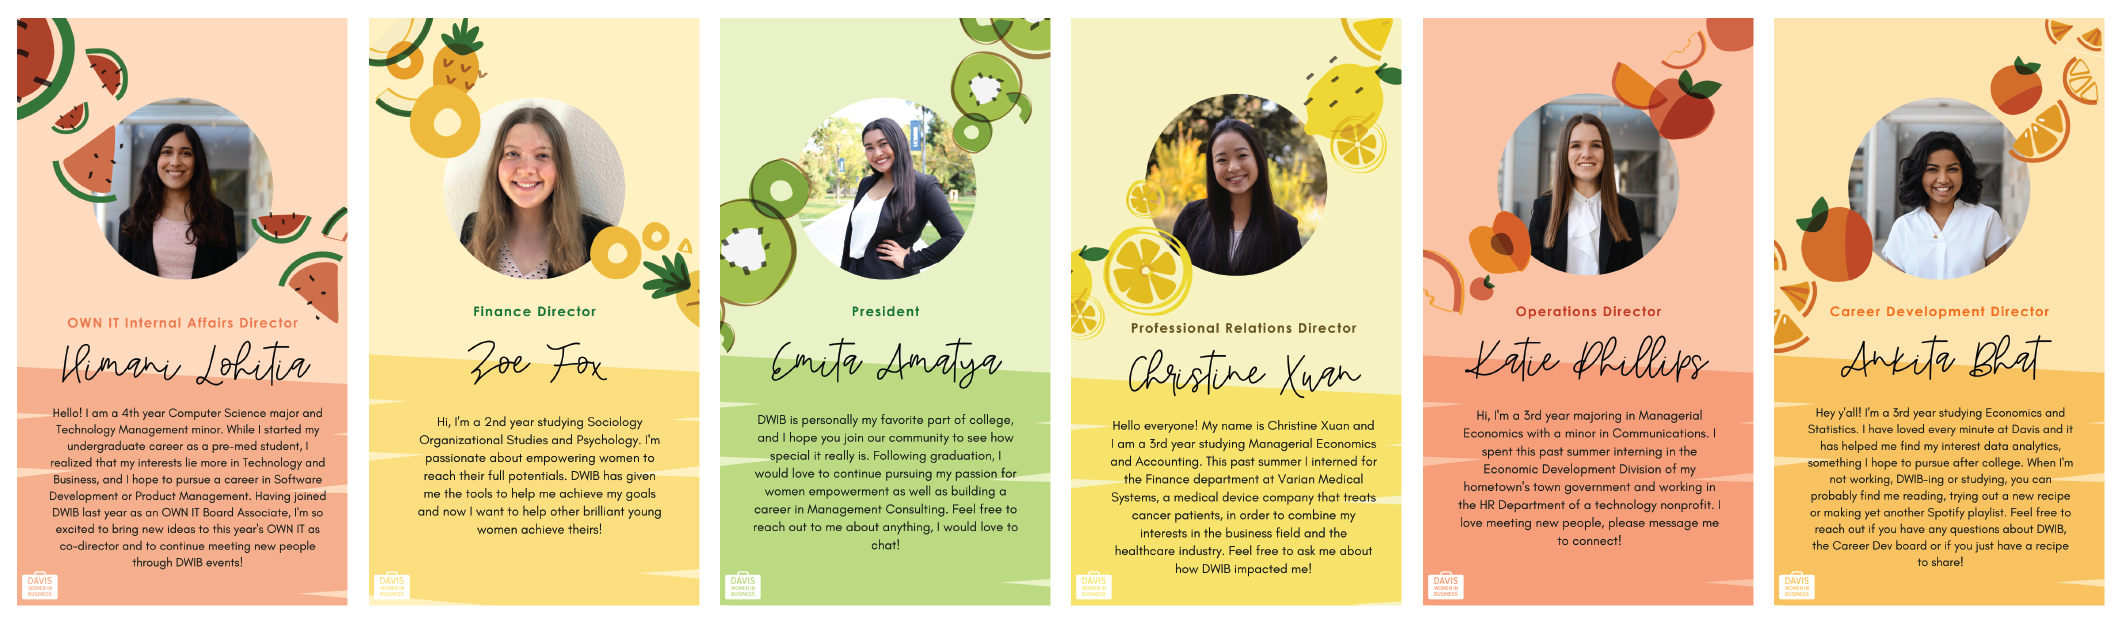 OWN IT Internal Affairs Director
Himani Lohitia
Hello! I am a 4th year Computer Science major and
Technology Management minor. While I started my
undergraduate career as a pre-med student, I
realized that my interests lie more in Technology and
Business, and I hope to pursue a career in Software
Development or Product Management. Having joined
DWIB last year as an OWN IT Board Associate, I'm so
excited to bring new ideas to this year's OWN IT as
co-director and to continue meeting new people
through DWIB events!
DAVIS
WOMEN IN
BUSINESS
Finance Director
Zoe Fox
Hi, I'm a 2nd year studying Sociology
Organizational Studies and Psychology. I'm
passionate about empowering women to
reach their full potentials. DWIB has given
me the tools to help me achieve my goals
and now I want to help other brilliant young
women achieve theirs!
DAVIS
WOMEN IN
BUSINESS
President
Emita Amatya
DWIB is personally my favorite part of college,
and I hope you join our community to see how
special it really is. Following graduation, I
would love to continue pursuing my passion for
women empowerment as well as building a
career in Management Consulting. Feel free to
reach out to me about anything, I would love to
chat!
DAVIS
WOMEN IN
BUSINESS
Professional Relations Director
Christine Xuan
Hello everyone! My name is Christine Xuan and
I am a 3rd year studying Managerial Economics
and Accounting. This past summer I interned for
the Finance department at Varian Medical
Systems, a medical device company that treats
cancer patients, in order to combine my
interests in the business field and the
healthcare industry. Feel free to ask me about
how DWIB impacted me!
DAVIS
WOMEN IN
BUSINESS
Operations Director
Katie Phillips
Hi, I'm a 3rd year majoring in Managerial
Economics with a minor in Communications. I
spent this past summer interning in the
Economic Development Division of my
hometown's town government and working in
the HR Department of a technology nonprofit. I
love meeting new people, please message me
to connect!
DAVIS
WOMEN IN
BUSINESS
Career Development Director
Ankita Bhat
Hey y'all! I'm a 3rd year studying Economics and
Statistics. I have loved every minute at Davis and it
has helped me find my interest data analytics,
something I hope to pursue after college. When I'm
not working, DWIB-ing or studying, you can
probably find me reading, trying out a new recipe
or making yet another Spotify playlist. Feel free to
reach out if you have any questions about DWIB,
the Career Dev board or if you just have a recipe
to share!
DAVIS
WOMEN IN
BUSINESS